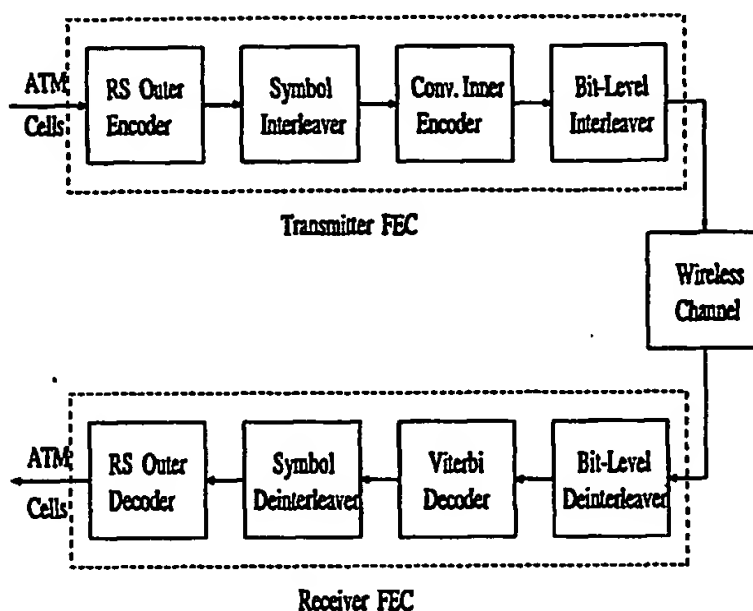 ATM
Cells
RS Outer
Encoder
Symbol
Interleaver
Conv. Inner
Encoder
Bit-Level
Interleaver
Transmitter FEC
Wireless
Channel
ATM
Cells
RS Outer
Decoder
Symbol
Deinterleaver
Viterbi
Decoder
Bit-Level
Deinterleaver
Receiver FEC